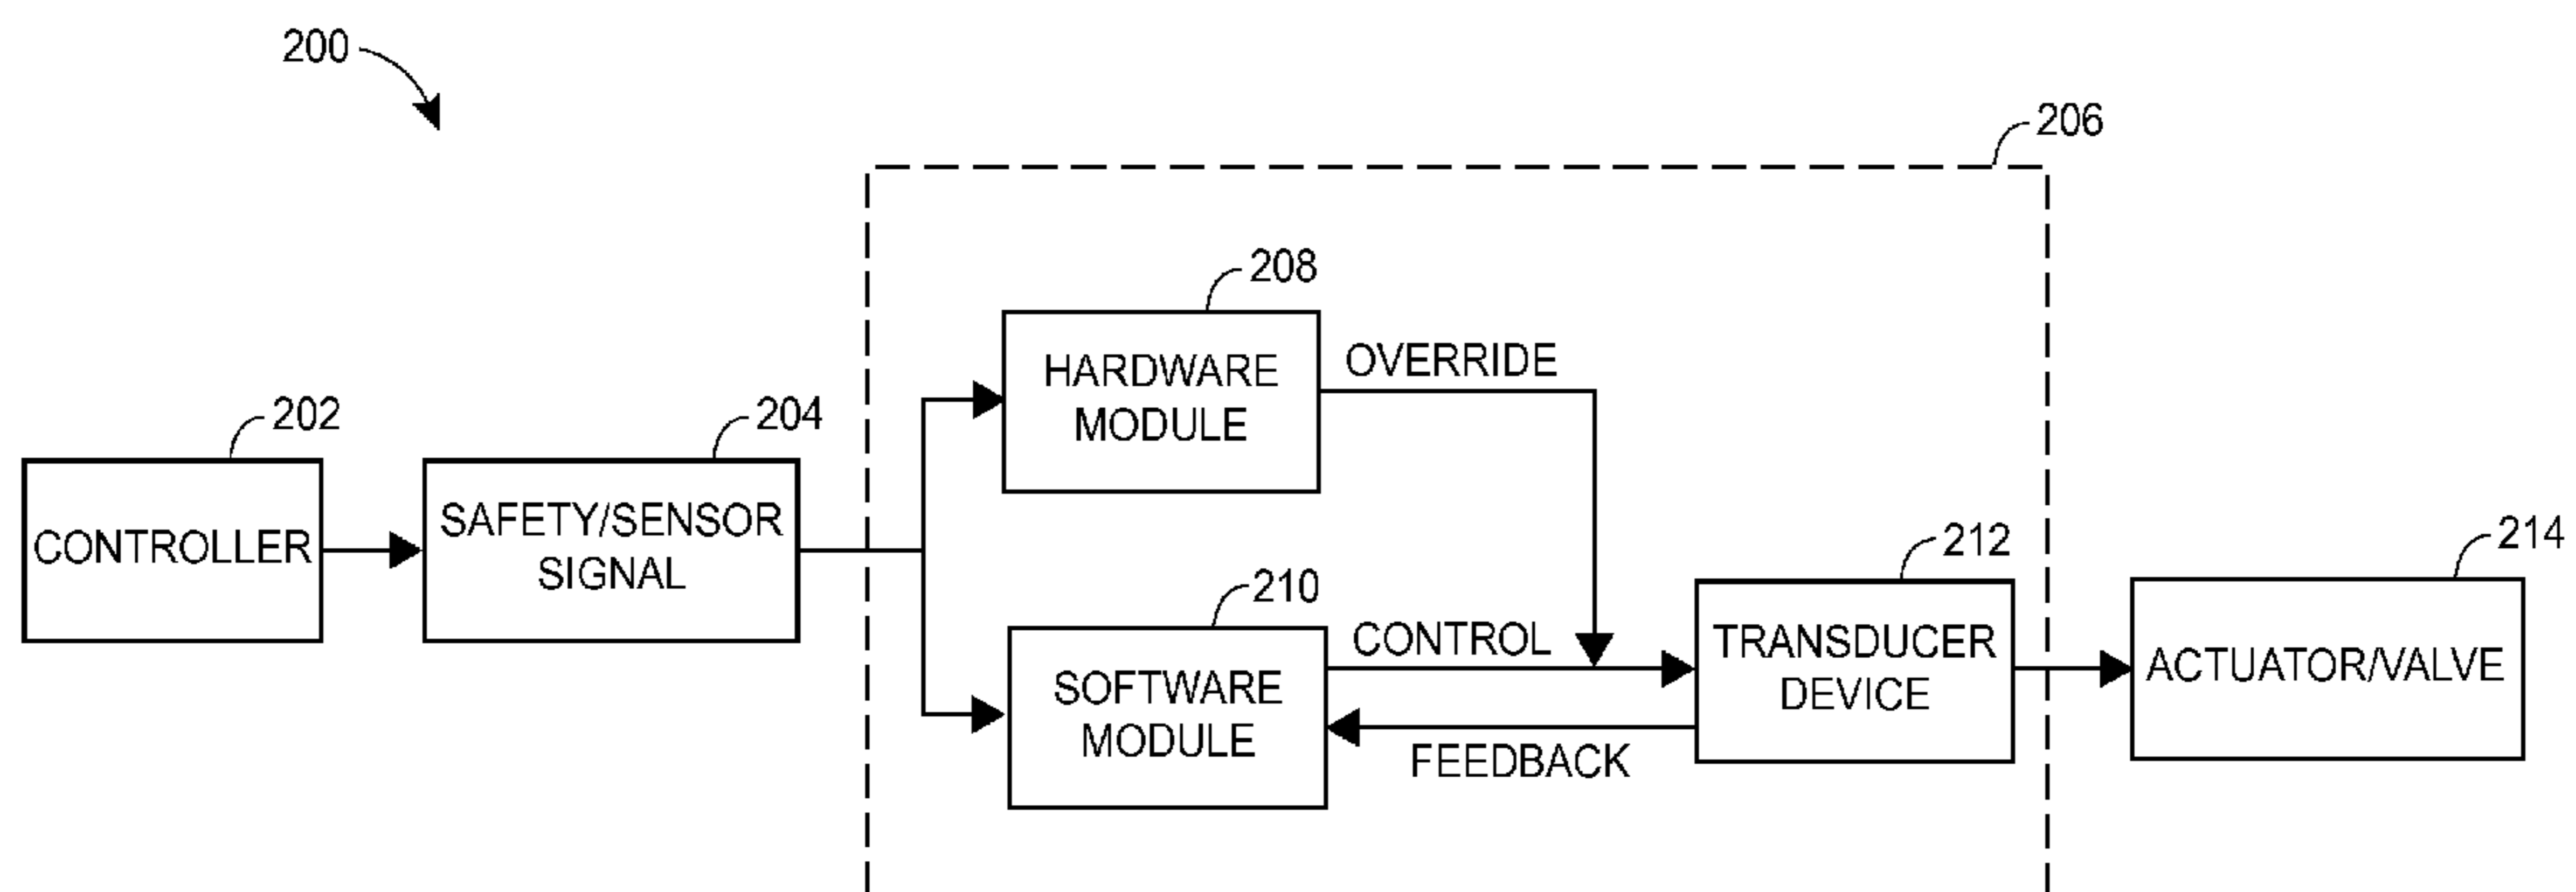 200
206
208
HARDWARE
MODULE
OVERRIDE
202
CONTROLLER
204
SAFETY/SENSOR
SIGNAL
210
SOFTWARE
MODULE
CONTROL
FEEDBACK
212
TRANSDUCER
DEVICE
214
ACTUATOR/VALVE